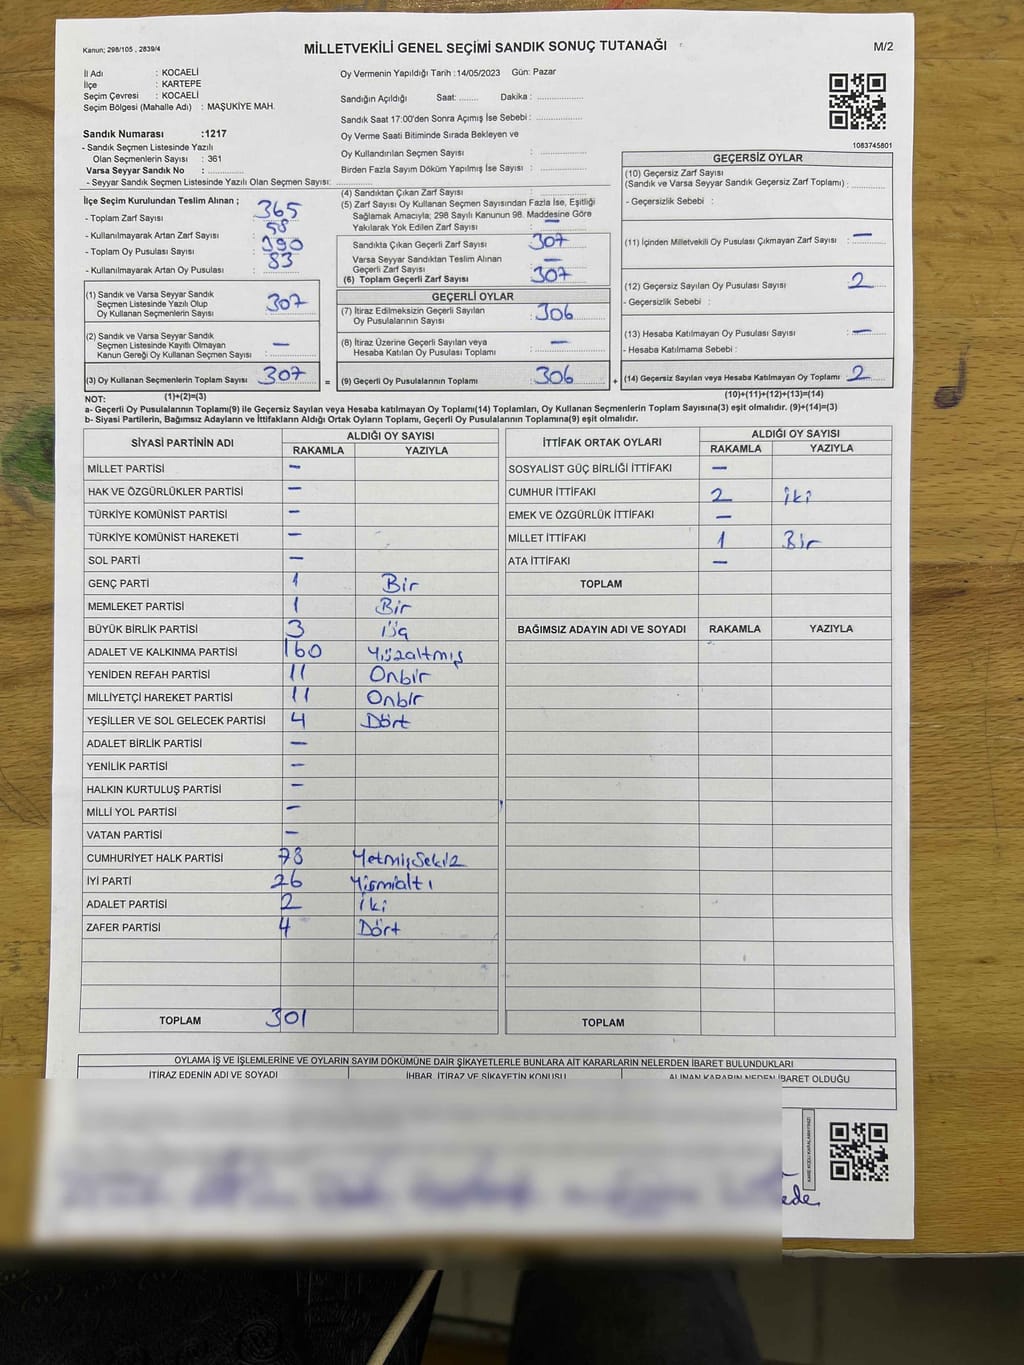 Kanun; 298/105 , 2839/4
MİLLETVEKİLİ GENEL SEÇİMİ SANDIK SONUÇ TUTANAĞI
M/2
İl Adı : KOCAELİ
İlçe : KARTEPE
Seçim Çevresi : KOCAELİ
Seçim Bölgesi (Mahalle Adı) : MAŞUKİYE MAH.
Sandık Numarası :1217
- Sandık Seçmen Listesinde Yazılı
Olan Seçmenlerin Sayısı : 361
Varsa Seyyar Sandık No :
- Seyyar Sandık Seçmen Listesinde Yazılı Olan Seçmen Sayısı:
Oy Vermenin Yapıldığı Tarih :14/05/2023 Gün: Pazar
Sandığın Açıldığı Saat: ........ Dakika : ..................
Sandık Saat 17:00'den Sonra Açılmış İse Sebebi : ..................
Oy Verme Saati Bitiminde Sırada Bekleyen ve
Oy Kullandırılan Seçmen Sayısı :
Birden Fazla Sayım Döküm Yapılmış İse Sayısı :
1083745801
İlçe Seçim Kurulundan Teslim Alınan ;
- Toplam Zarf Sayısı : 365
- Kullanılmayarak Artan Zarf Sayısı : 58
- Toplam Oy Pusulası Sayısı : 390
- Kullanılmayarak Artan Oy Pusulası : 83
(1) Sandık ve Varsa Seyyar Sandık
Seçmen Listesinde Yazılı Olup
Oy Kullanan Seçmenlerin Sayısı : 307
(2) Sandık ve Varsa Seyyar Sandık
Seçmen Listesinde Kayıtlı Olmayan
Kanun Gereği Oy Kullanan Seçmen Sayısı : —
(3) Oy Kullanan Seçmenlerin Toplam Sayısı : 307
(1)+(2)=(3)
(4) Sandıktan Çıkan Zarf Sayısı :
(5) Zarf Sayısı Oy Kullanan Seçmen Sayısından Fazla İse, Eşitliği
Sağlamak Amacıyla; 298 Sayılı Kanunun 98. Maddesine Göre
Yakılarak Yok Edilen Zarf Sayısı : —
Sandıkta Çıkan Geçerli Zarf Sayısı : 307
Varsa Seyyar Sandıktan Teslim Alınan
Geçerli Zarf Sayısı : —
(6) Toplam Geçerli Zarf Sayısı : 307
GEÇERLİ OYLAR
(7) İtiraz Edilmeksizin Geçerli Sayılan
Oy Pusulalarının Sayısı : 306
(8) İtiraz Üzerine Geçerli Sayılan veya
Hesaba Katılan Oy Pusulası Toplamı : —
= (9) Geçerli Oy Pusulalarının Toplamı : 306
GEÇERSİZ OYLAR
(10) Geçersiz Zarf Sayısı
(Sandık ve Varsa Seyyar Sandık Geçersiz Zarf Toplamı) :
- Geçersizlik Sebebi :
(11) İçinden Milletvekili Oy Pusulası Çıkmayan Zarf Sayısı : —
(12) Geçersiz Sayılan Oy Pusulası Sayısı : 2
- Geçersizlik Sebebi :
(13) Hesaba Katılmayan Oy Pusulası Sayısı : —
- Hesaba Katılmama Sebebi :
+ (14) Geçersiz Sayılan veya Hesaba Katılmayan Oy Toplamı : 2
(10)+(11)+(12)+(13)=(14)
NOT:
a- Geçerli Oy Pusulalarının Toplamı(9) ile Geçersiz Sayılan veya Hesaba katılmayan Oy Toplamı(14) Toplamları, Oy Kullanan Seçmenlerin Toplam Sayısına(3) eşit olmalıdır. (9)+(14)=(3)
b- Siyasi Partilerin, Bağımsız Adayların ve İttifakların Aldığı Ortak Oyların Toplamı, Geçerli Oy Pusulalarının Toplamına(9) eşit olmalıdır.
SİYASİ PARTİNİN ADI ALDIĞI OY SAYISI
RAKAMLA YAZIYLA
MİLLET PARTİSİ —
HAK VE ÖZGÜRLÜKLER PARTİSİ —
TÜRKİYE KOMÜNİST PARTİSİ —
TÜRKİYE KOMÜNİST HAREKETİ —
SOL PARTİ —
GENÇ PARTİ 1 Bir
MEMLEKET PARTİSİ 1 Bir
BÜYÜK BİRLİK PARTİSİ 3 üç
ADALET VE KALKINMA PARTİSİ 160 Yüzaltmış
YENİDEN REFAH PARTİSİ 11 Onbir
MİLLİYETÇİ HAREKET PARTİSİ 11 Onbir
YEŞİLLER VE SOL GELECEK PARTİSİ 4 Dört
ADALET BİRLİK PARTİSİ —
YENİLİK PARTİSİ —
HALKIN KURTULUŞ PARTİSİ —
MİLLİ YOL PARTİSİ —
VATAN PARTİSİ —
CUMHURİYET HALK PARTİSİ 78 YetmişSekiz
İYİ PARTİ 26 Yirmialtı
ADALET PARTİSİ 2 İki
ZAFER PARTİSİ 4 Dört
TOPLAM 301
İTTİFAK ORTAK OYLARI ALDIĞI OY SAYISI
RAKAMLA YAZIYLA
SOSYALİST GÜÇ BİRLİĞİ İTTİFAKI —
CUMHUR İTTİFAKI 2 iki
EMEK VE ÖZGÜRLÜK İTTİFAKI —
MİLLET İTTİFAKI 1 Bir
ATA İTTİFAKI —
TOPLAM
BAĞIMSIZ ADAYIN ADI VE SOYADI RAKAMLA YAZIYLA
TOPLAM
OYLAMA İŞ VE İŞLEMLERİNE VE OYLARIN SAYIM DÖKÜMÜNE DAİR ŞİKAYETLERLE BUNLARA AİT KARARLARIN NELERDEN İBARET BULUNDUKLARI
İTİRAZ EDENİN ADI VE SOYADI İHBAR, İTİRAZ VE ŞİKAYETİN KONUSU ALINAN KARARIN NEDEN İBARET OLDUĞU